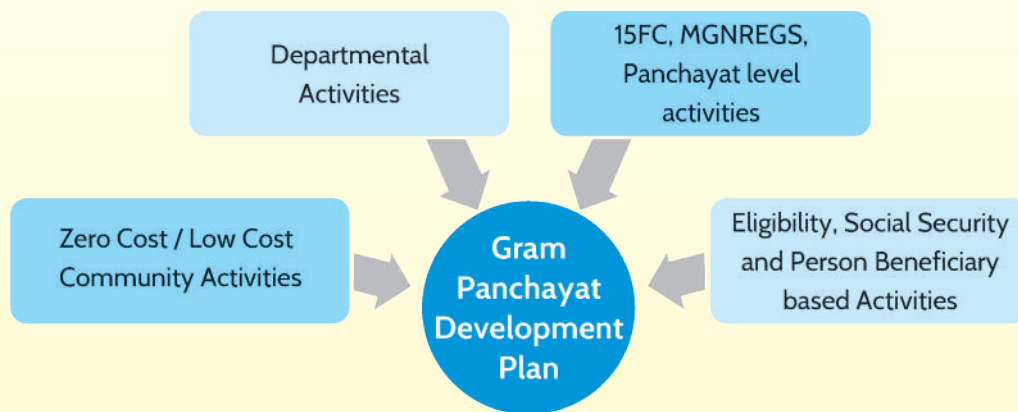 Departmental
Activities
15FC, MGNREGS,
Panchayat level
activities
Zero Cost / Low Cost
Community Activities
Gram
Panchayat
Development
Plan
Eligibility, Social Security
and Person Beneficiary
based Activities